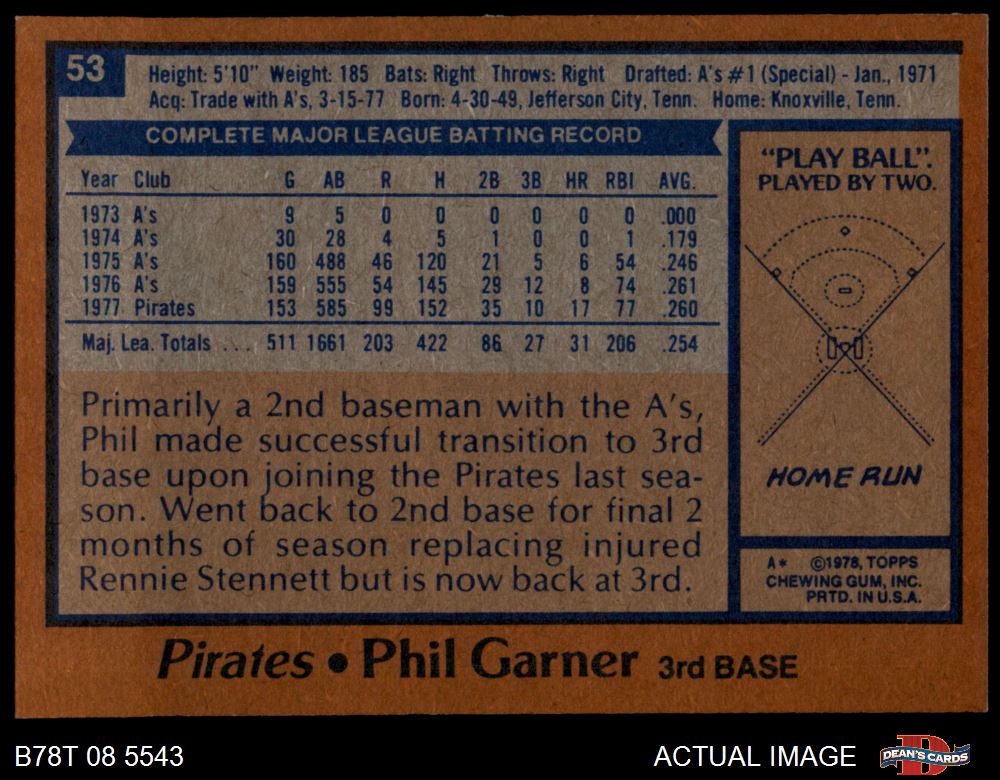 53
Height: 5'10" Weight: 185 Bats: Right Throws: Right Drafted: A's #1 (Special) - Jan., 1971
Acq: Trade with A's, 3-15-77 Born: 4-30-49, Jefferson City, Tenn. Home: Knoxville, Tenn.
COMPLETE MAJOR LEAGUE BATTING RECORD
Year Club G AB R H 2B 3B HR RBI AVG.
1973 A's 9 5 0 0 0 0 0 0 .000
1974 A's 30 28 4 5 1 0 0 1 .179
1975 A's 160 488 46 120 21 5 6 54 .246
1976 A's 159 555 54 145 29 12 8 74 .261
1977 Pirates 153 585 99 152 35 10 17 77 .260
Maj. Lea. Totals ... 511 1661 203 422 86 27 31 206 .254
Primarily a 2nd baseman with the A's,
Phil made successful transition to 3rd
base upon joining the Pirates last sea-
son. Went back to 2nd base for final 2
months of season replacing injured
Rennie Stennett but is now back at 3rd.
"PLAY BALL".
PLAYED BY TWO.
HOME RUN
A* ©1978, TOPPS
CHEWING GUM, INC.
PRTD. IN U.S.A.
Pirates • Phil Garner 3rd BASE
B78T 08 5543
ACTUAL IMAGE
DEAN'S CARDS